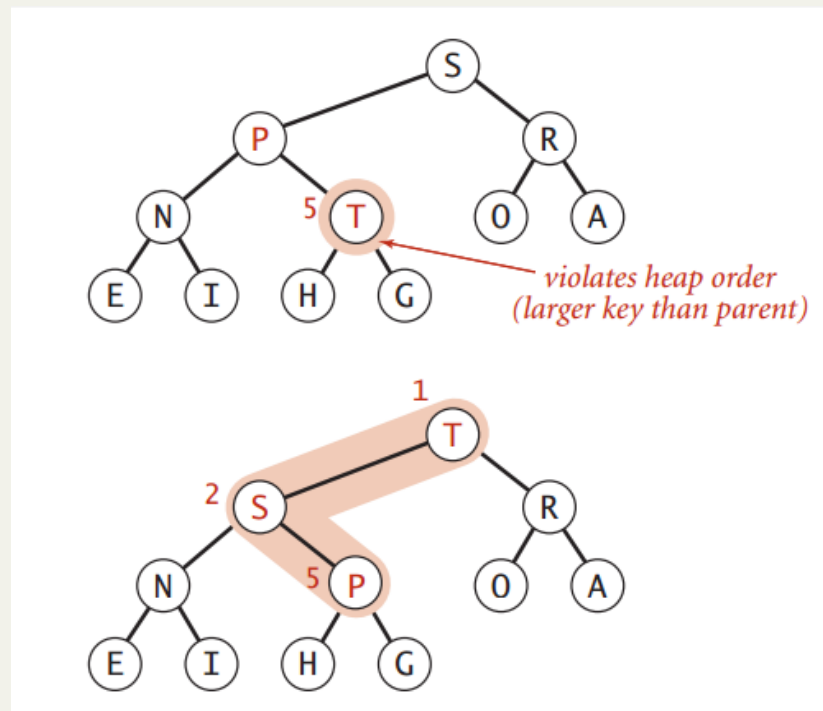 S
P
R
N
5 T
O
A
E
I
H
G
violates heap order
(larger key than parent)
1
T
2 S
R
N
5 P
O
A
E
I
H
G